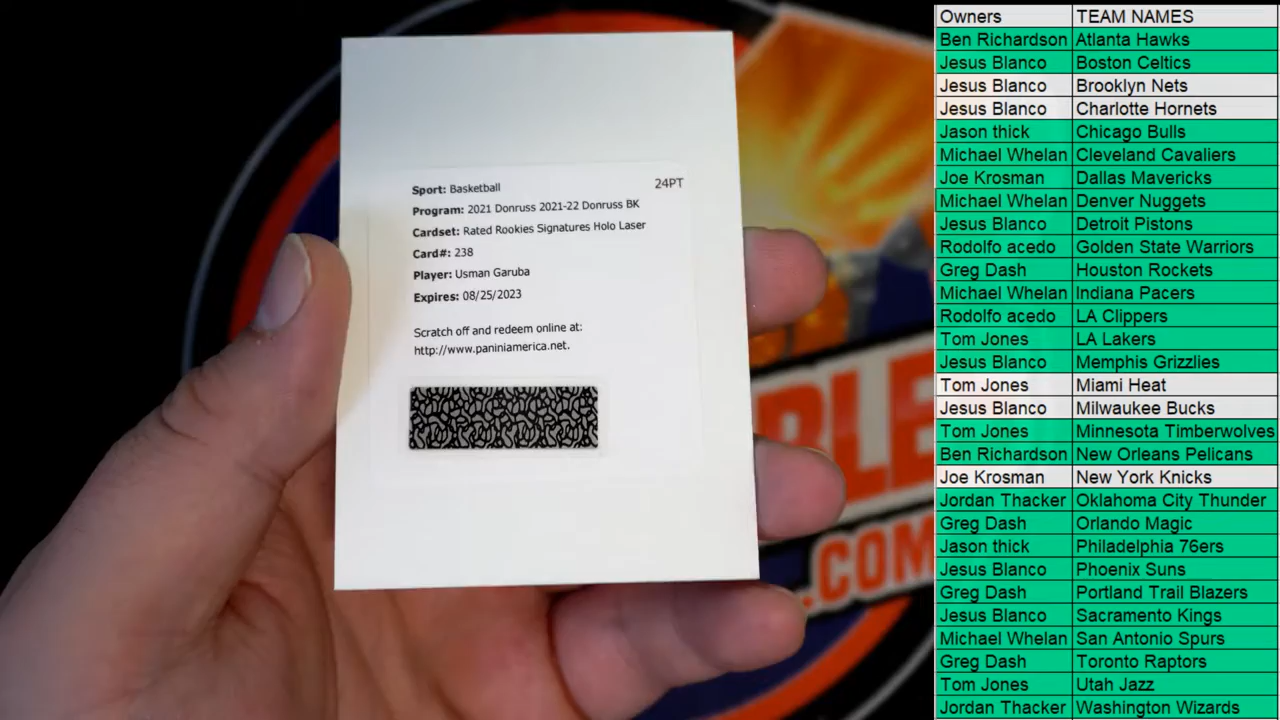 24PT
Sport: Basketball
Program: 2021 Donruss 2021-22 Donruss BK
Cardset: Rated Rookies Signatures Holo Laser
Card#: 238
Player: Usman Garuba
Expires: 08/25/2023
Scratch off and redeem online at:
http://www.paniniamerica.net.
BLE
.COM
Owners TEAM NAMES
Ben Richardson Atlanta Hawks
Jesus Blanco Boston Celtics
Jesus Blanco Brooklyn Nets
Jesus Blanco Charlotte Hornets
Jason thick Chicago Bulls
Michael Whelan Cleveland Cavaliers
Joe Krosman Dallas Mavericks
Michael Whelan Denver Nuggets
Jesus Blanco Detroit Pistons
Rodolfo acedo Golden State Warriors
Greg Dash Houston Rockets
Michael Whelan Indiana Pacers
Rodolfo acedo LA Clippers
Tom Jones LA Lakers
Jesus Blanco Memphis Grizzlies
Tom Jones Miami Heat
Jesus Blanco Milwaukee Bucks
Tom Jones Minnesota Timberwolves
Ben Richardson New Orleans Pelicans
Joe Krosman New York Knicks
Jordan Thacker Oklahoma City Thunder
Greg Dash Orlando Magic
Jason thick Philadelphia 76ers
Jesus Blanco Phoenix Suns
Greg Dash Portland Trail Blazers
Jesus Blanco Sacramento Kings
Michael Whelan San Antonio Spurs
Greg Dash Toronto Raptors
Tom Jones Utah Jazz
Jordan Thacker Washington Wizards